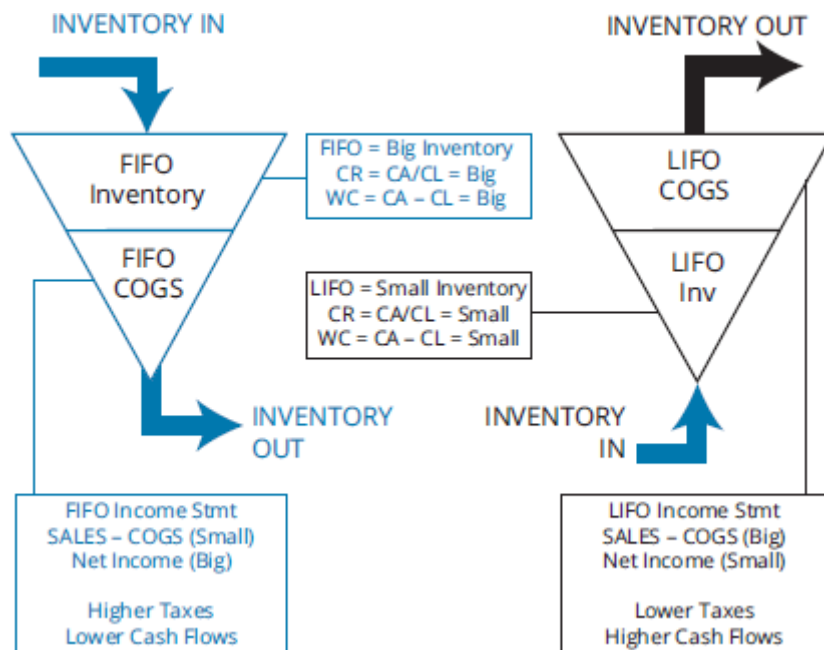 INVENTORY IN
FIFO
Inventory
FIFO
COGS
FIFO = Big Inventory
CR = CA/CL = Big
WC = CA – CL = Big
INVENTORY
OUT
FIFO Income Stmt
SALES – COGS (Small)
Net Income (Big)
Higher Taxes
Lower Cash Flows
INVENTORY OUT
LIFO
COGS
LIFO
Inv
LIFO = Small Inventory
CR = CA/CL = Small
WC = CA – CL = Small
INVENTORY
IN
LIFO Income Stmt
SALES – COGS (Big)
Net Income (Small)
Lower Taxes
Higher Cash Flows